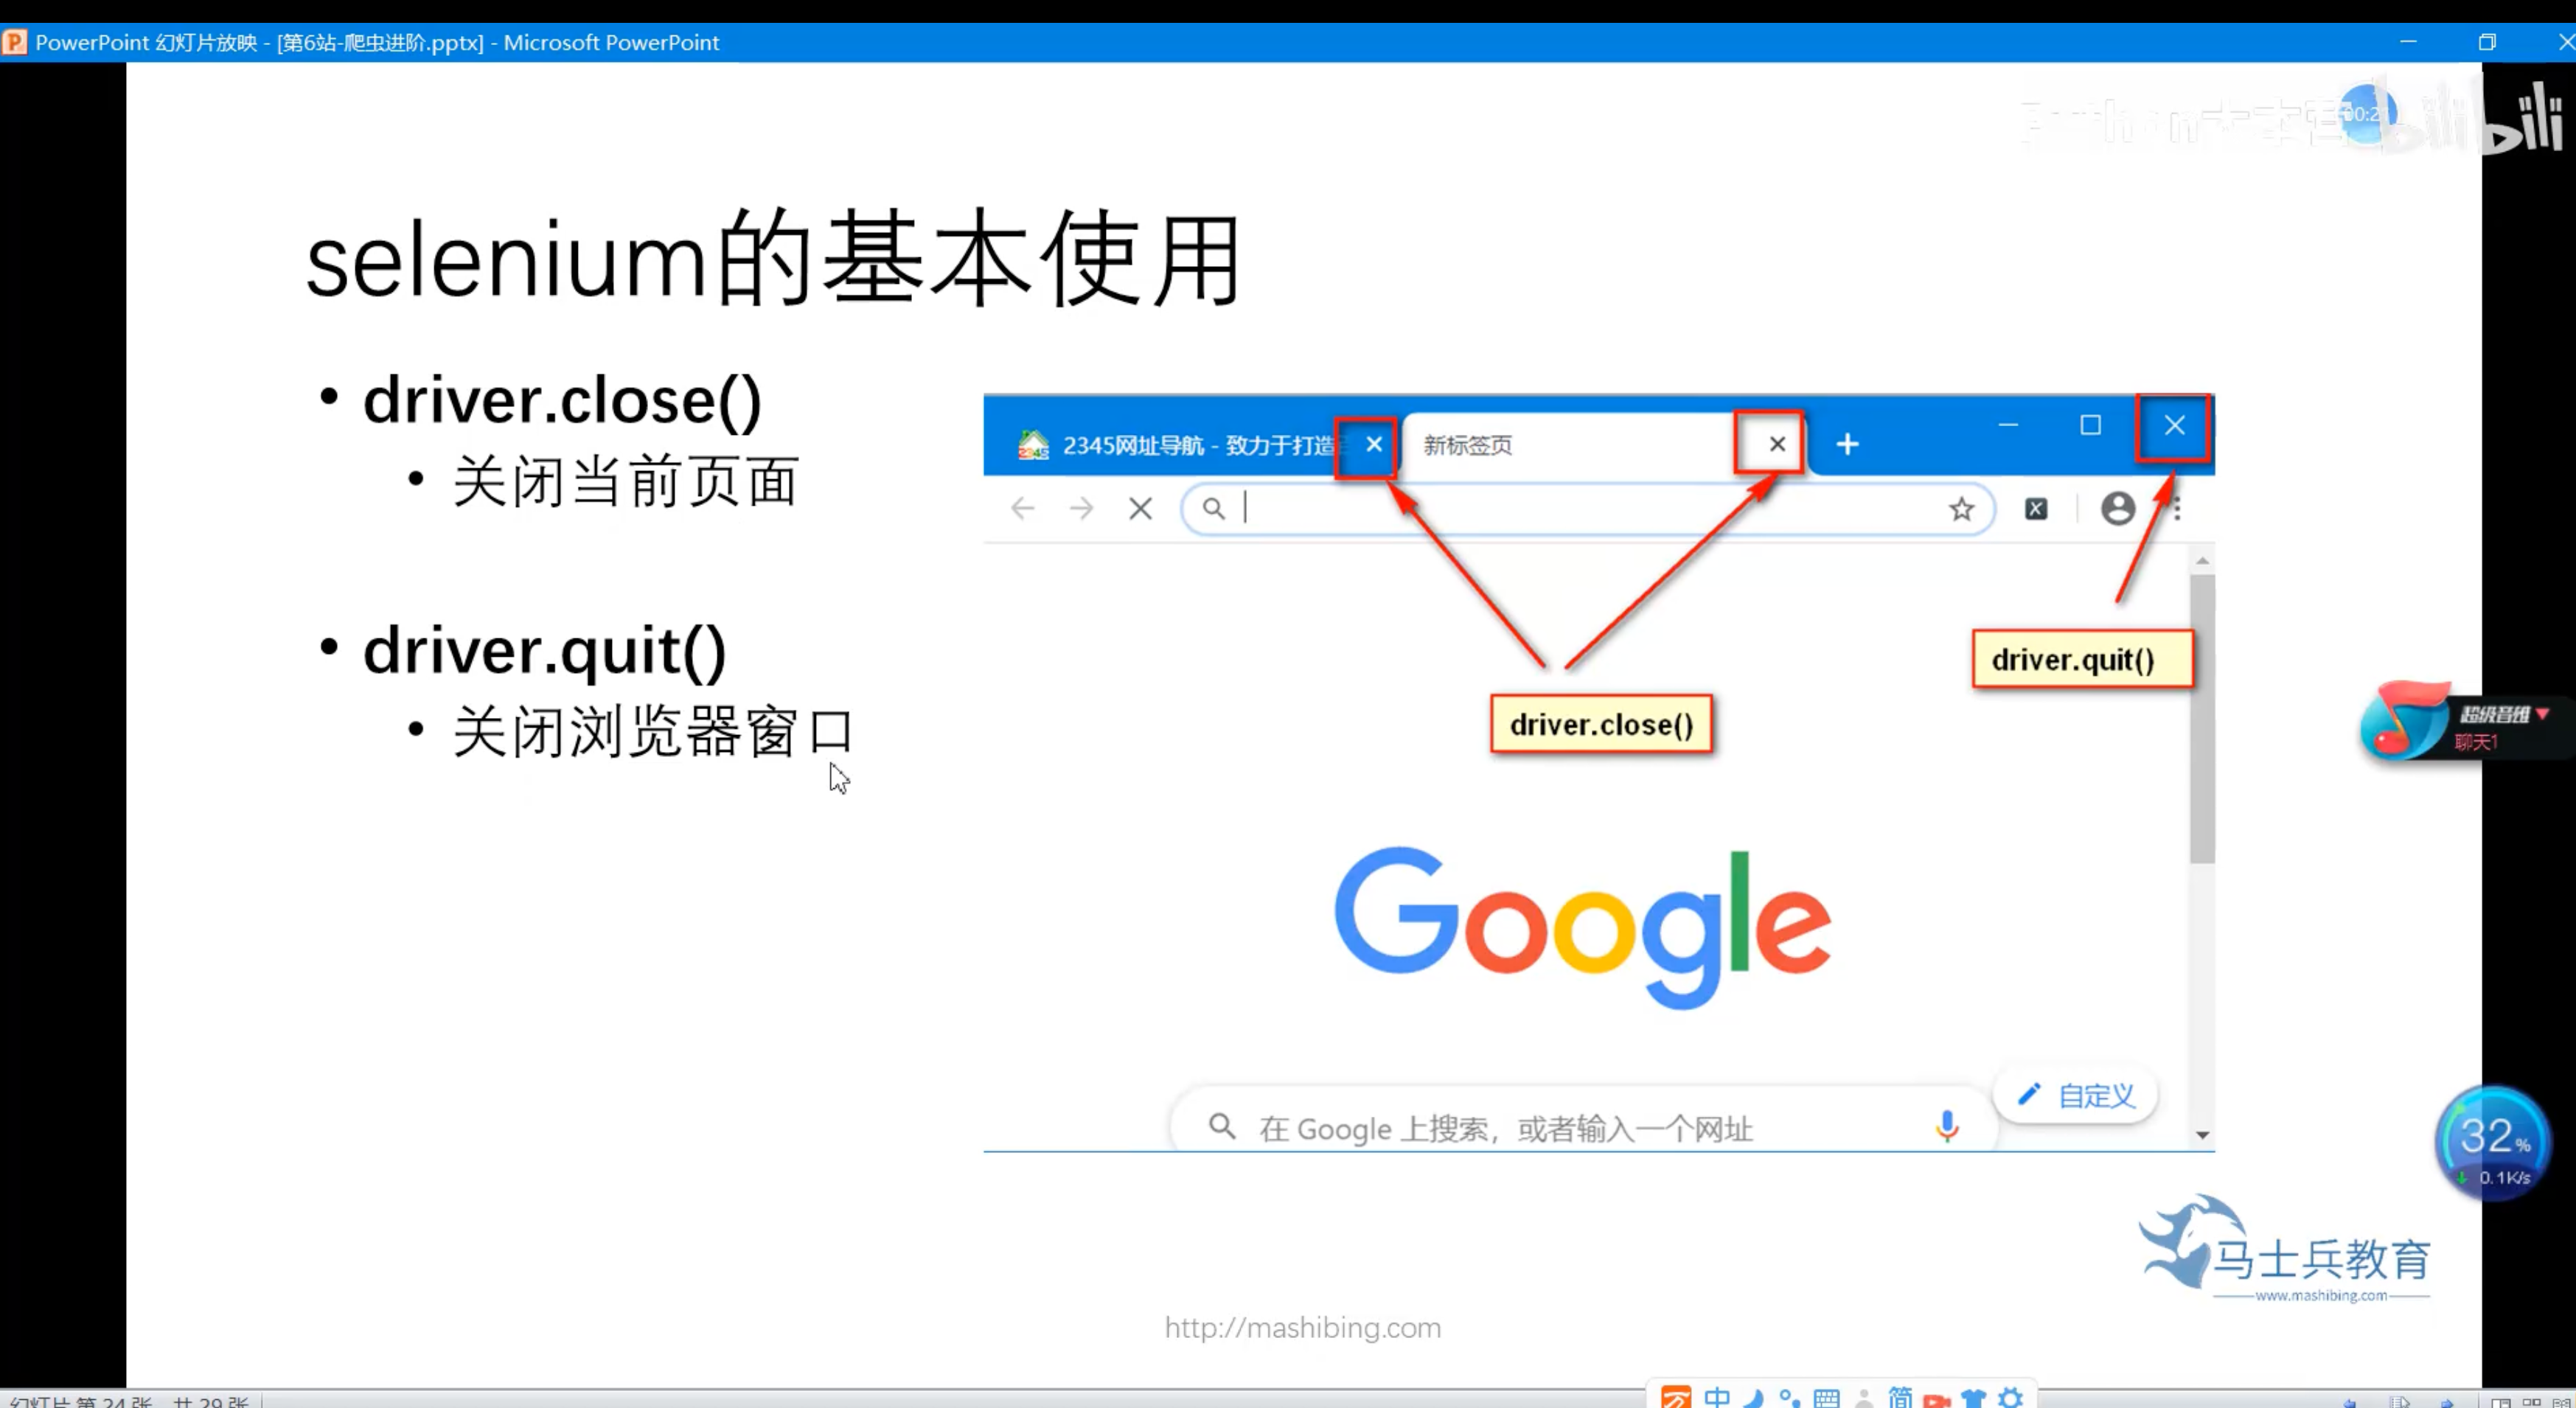 PowerPoint 幻灯片放映 - [第6站-爬虫进阶.pptx] - Microsoft PowerPoint
bilibili
selenium的基本使用
• driver.close()
• 关闭当前页面
• driver.quit()
• 关闭浏览器窗口
2345网址导航 - 致力于打造
新标签页
driver.quit()
driver.close()
Google
在 Google 上搜索，或者输入一个网址
自定义
聊天1
32%
0.1K/s
马士兵教育
www.mashibing.com
http://mashibing.com
幻灯片 第 24 张，共 29 张
中
简